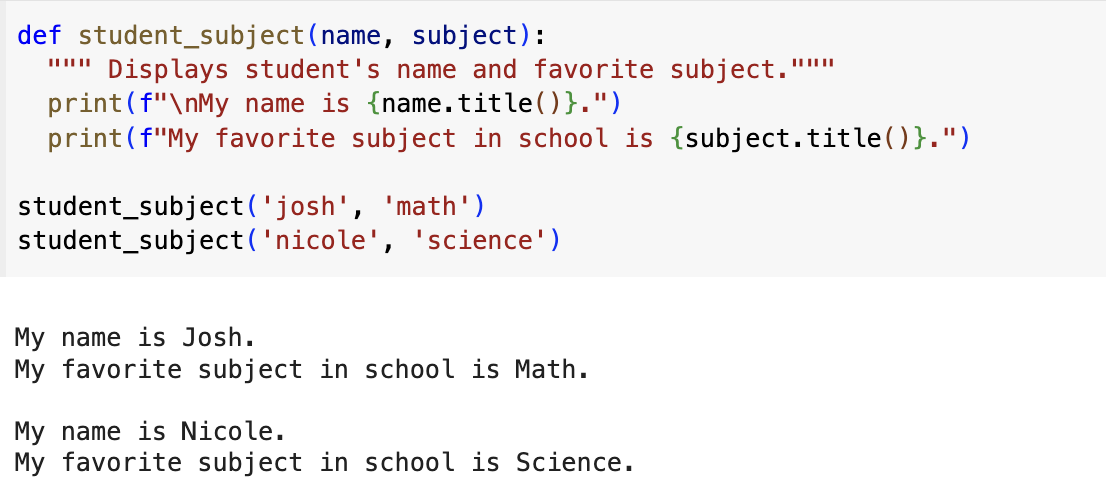 def student_subject(name, subject):
  """ Displays student's name and favorite subject."""
  print(f"\nMy name is {name.title()}.")
  print(f"My favorite subject in school is {subject.title()}.")

student_subject('josh', 'math')
student_subject('nicole', 'science')

My name is Josh.
My favorite subject in school is Math.

My name is Nicole.
My favorite subject in school is Science.